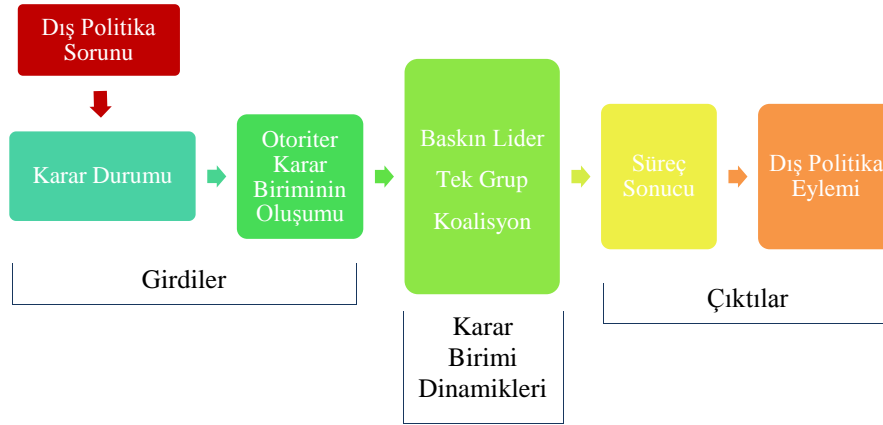 Dış Politika
Sorunu
Karar Durumu
Otoriter
Karar
Biriminin
Oluşumu
Baskın Lider
Tek Grup
Koalisyon
Süreç
Sonucu
Dış Politika
Eylemi
Girdiler
Karar
Birimi
Dinamikleri
Çıktılar